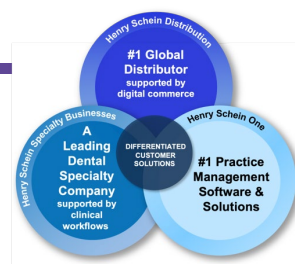 Henry Schein Distribution
#1 Global
Distributor
supported by
digital commerce
Henry Schein Specialty Businesses
A
Leading
Dental
Specialty
Company
supported by
clinical
workflows
DIFFERENTIATED
CUSTOMER
SOLUTIONS
Henry Schein One
#1 Practice
Management
Software &
Solutions